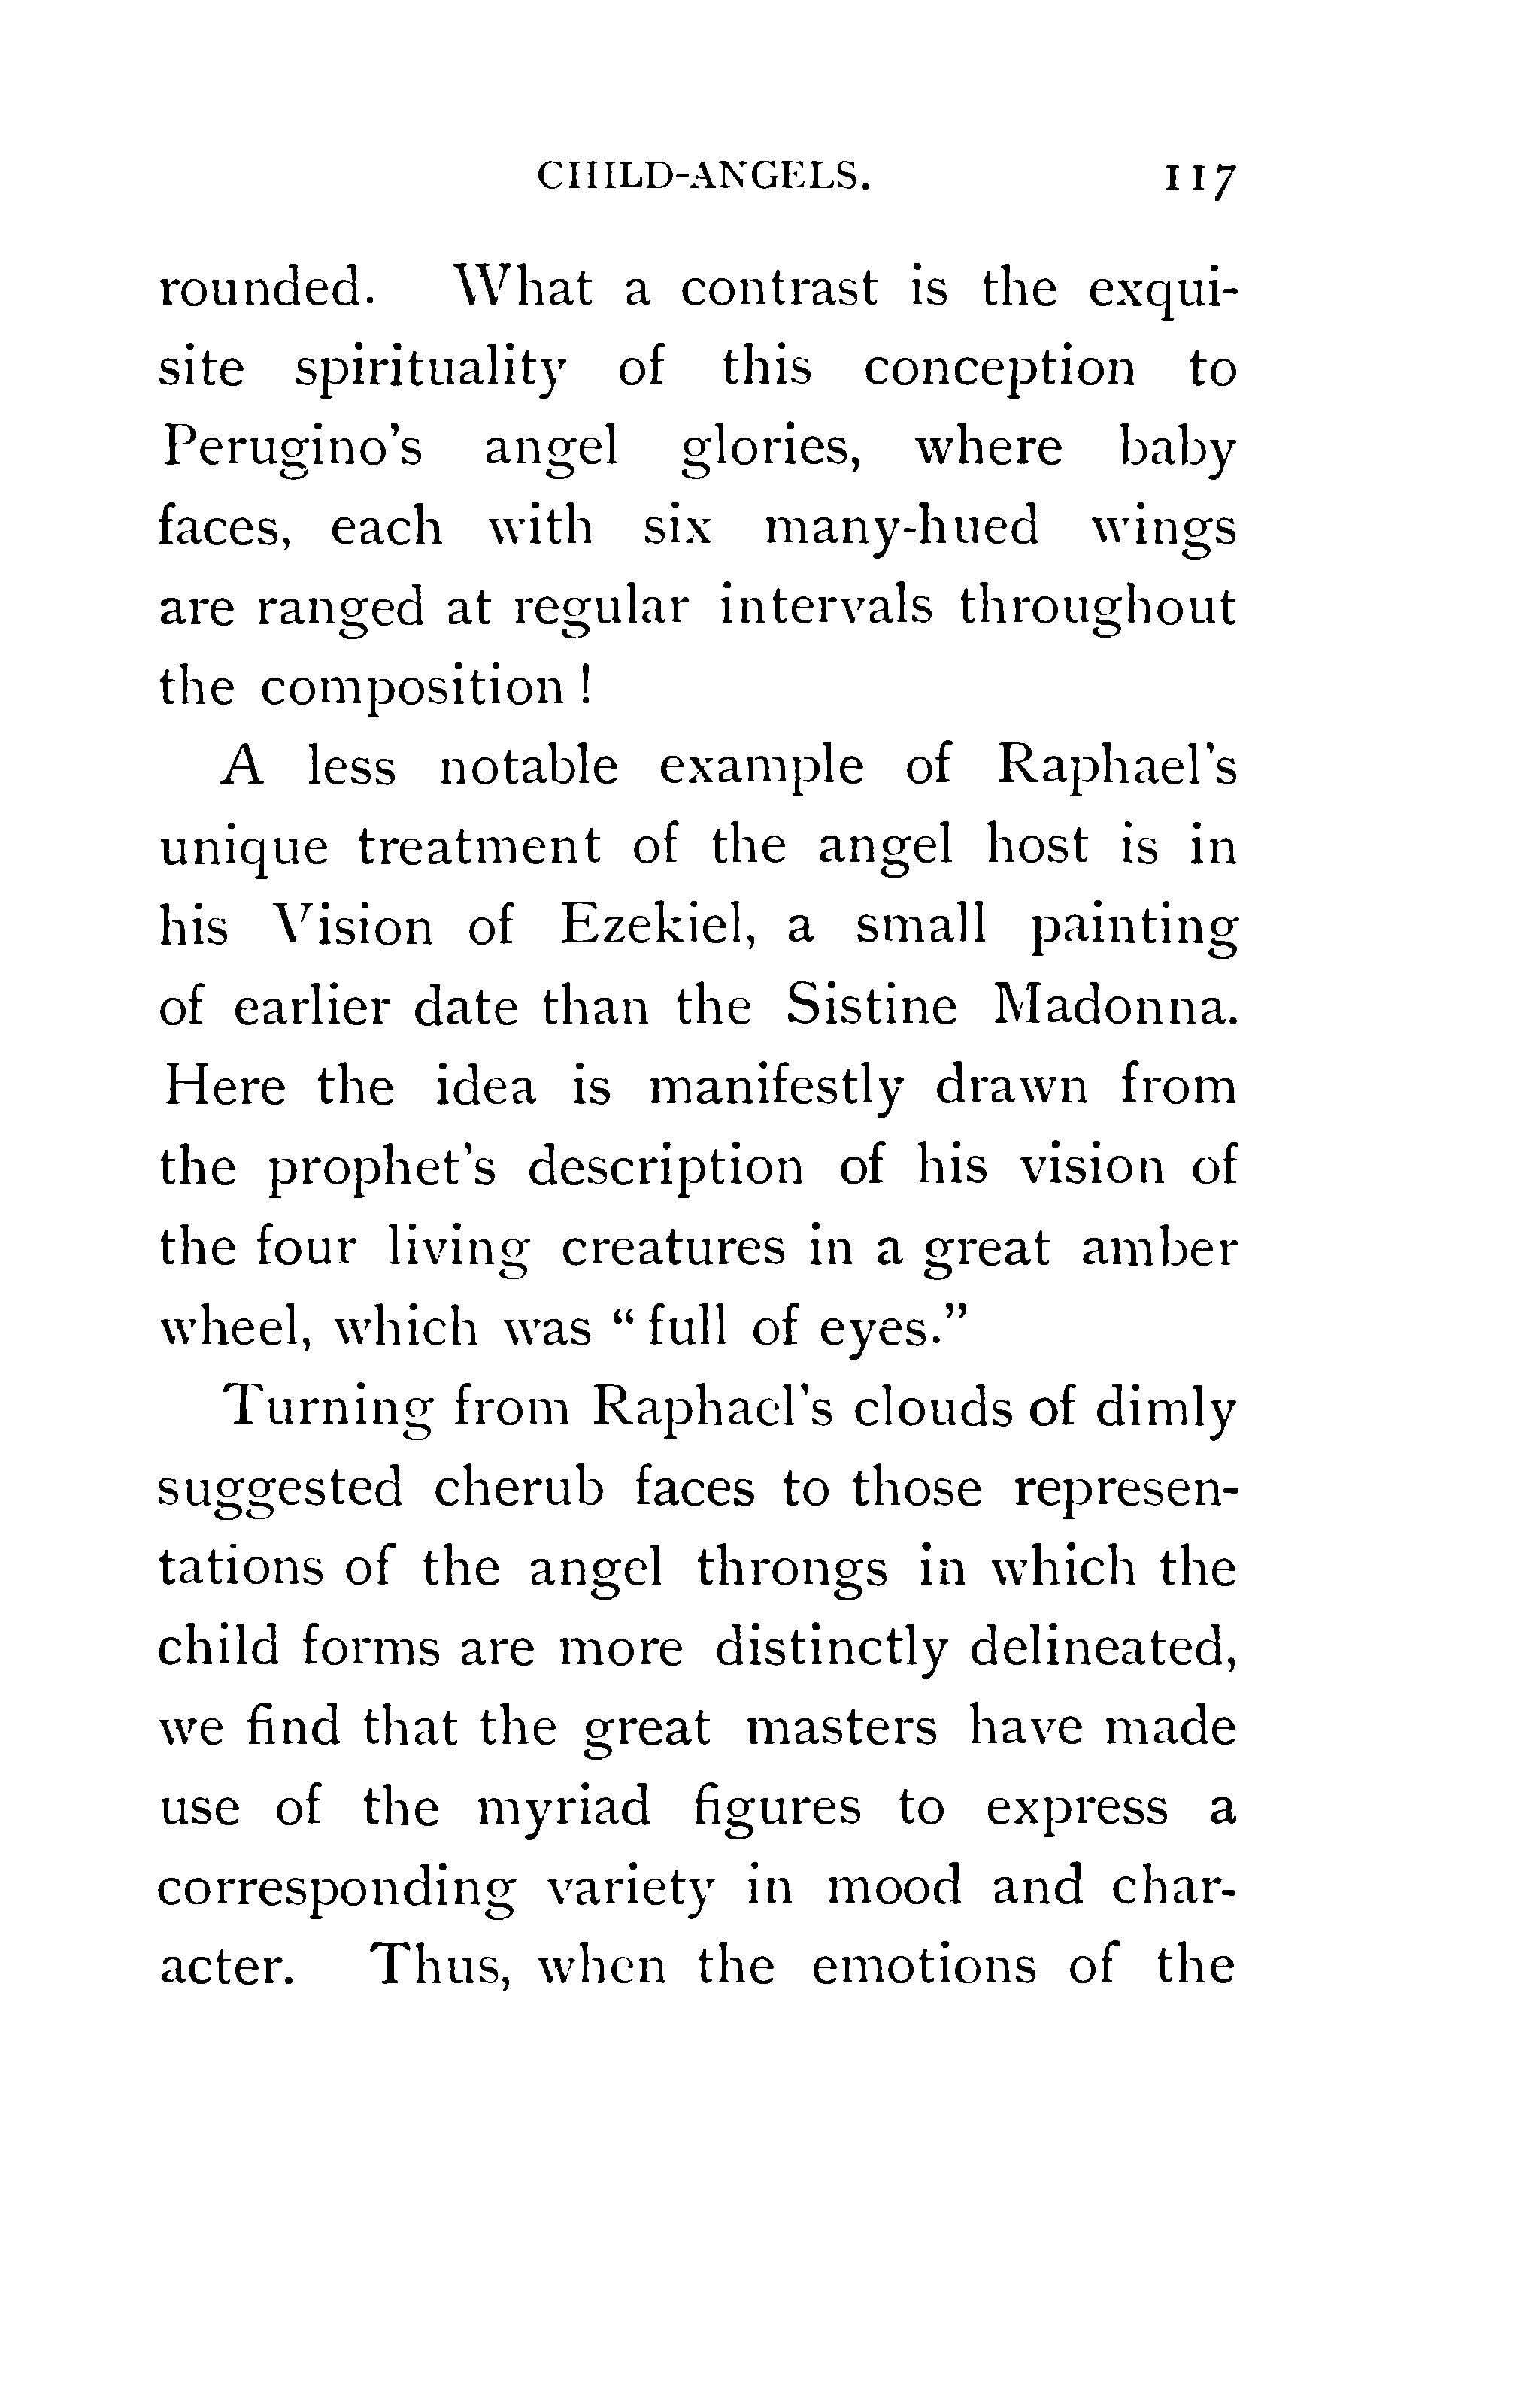 CHILD-ANGELS. 117
rounded. What a contrast is the exqui-
site spirituality of this conception to
Perugino's angel glories, where baby
faces, each with six many-hued wings
are ranged at regular intervals throughout
the composition !
A less notable example of Raphael's
unique treatment of the angel host is in
his Vision of Ezekiel, a small painting
of earlier date than the Sistine Madonna.
Here the idea is manifestly drawn from
the prophet's description of his vision of
the four living creatures in a great amber
wheel, which was “full of eyes.”
Turning from Raphael's clouds of dimly
suggested cherub faces to those represen-
tations of the angel throngs in which the
child forms are more distinctly delineated,
we find that the great masters have made
use of the myriad figures to express a
corresponding variety in mood and char-
acter. Thus, when the emotions of the